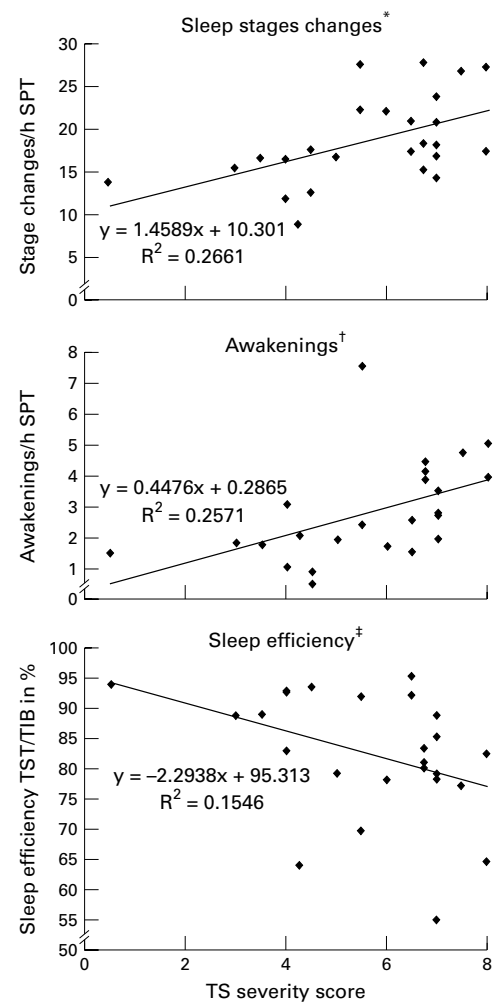 Sleep stages changes*
30
25
20
15
10
5
0
Stage changes/h SPT
y = 1.4589x + 10.301
R² = 0.2661
Awakenings†
8
7
6
5
4
3
2
1
0
Awakenings/h SPT
y = 0.4476x + 0.2865
R² = 0.2571
Sleep efficiency‡
100
95
90
85
80
75
70
65
60
55
50
Sleep efficiency TST/TIB in %
y = –2.2938x + 95.313
R² = 0.1546
0 2 4 6 8
TS severity score